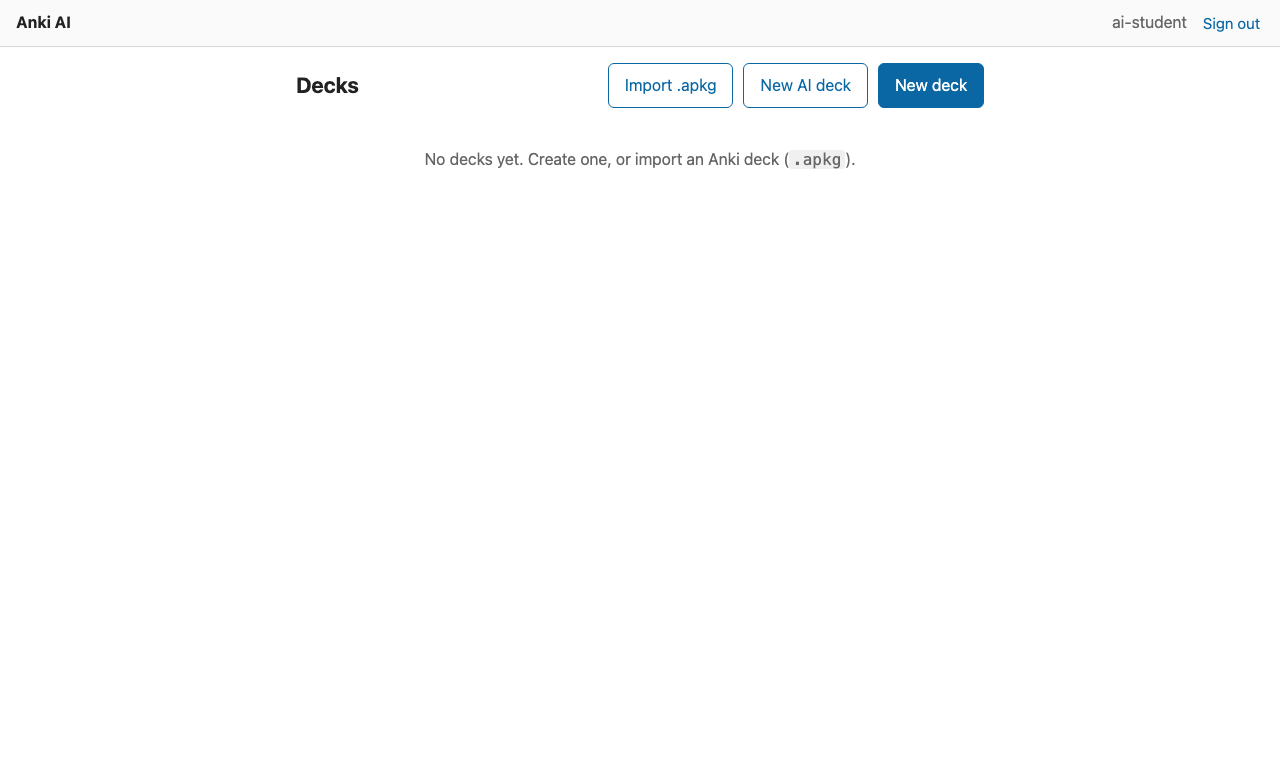 Anki AI
ai-student
Sign out
Decks
Import .apkg
New AI deck
New deck
No decks yet. Create one, or import an Anki deck (.apkg).